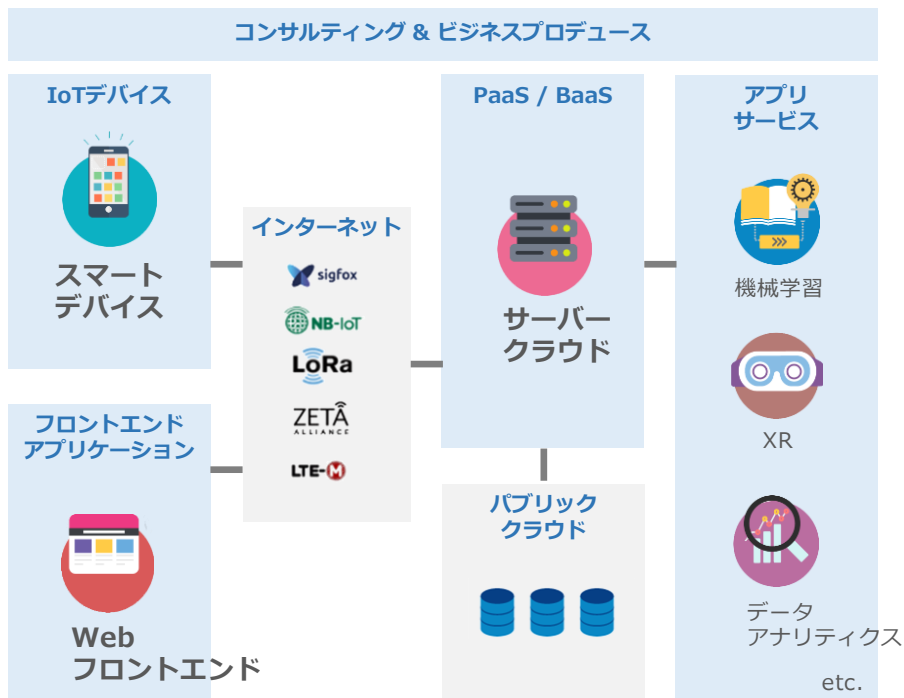 コンサルティング & ビジネスプロデュース
IoTデバイス
スマート
デバイス
フロントエンド
アプリケーション
Web
フロントエンド
インターネット
sigfox
NB-IoT
LoRa
ZETA
ALLIANCE
LTE-M
PaaS / BaaS
サーバー
クラウド
パブリック
クラウド
アプリ
サービス
機械学習
XR
データ
アナリティクス
etc.